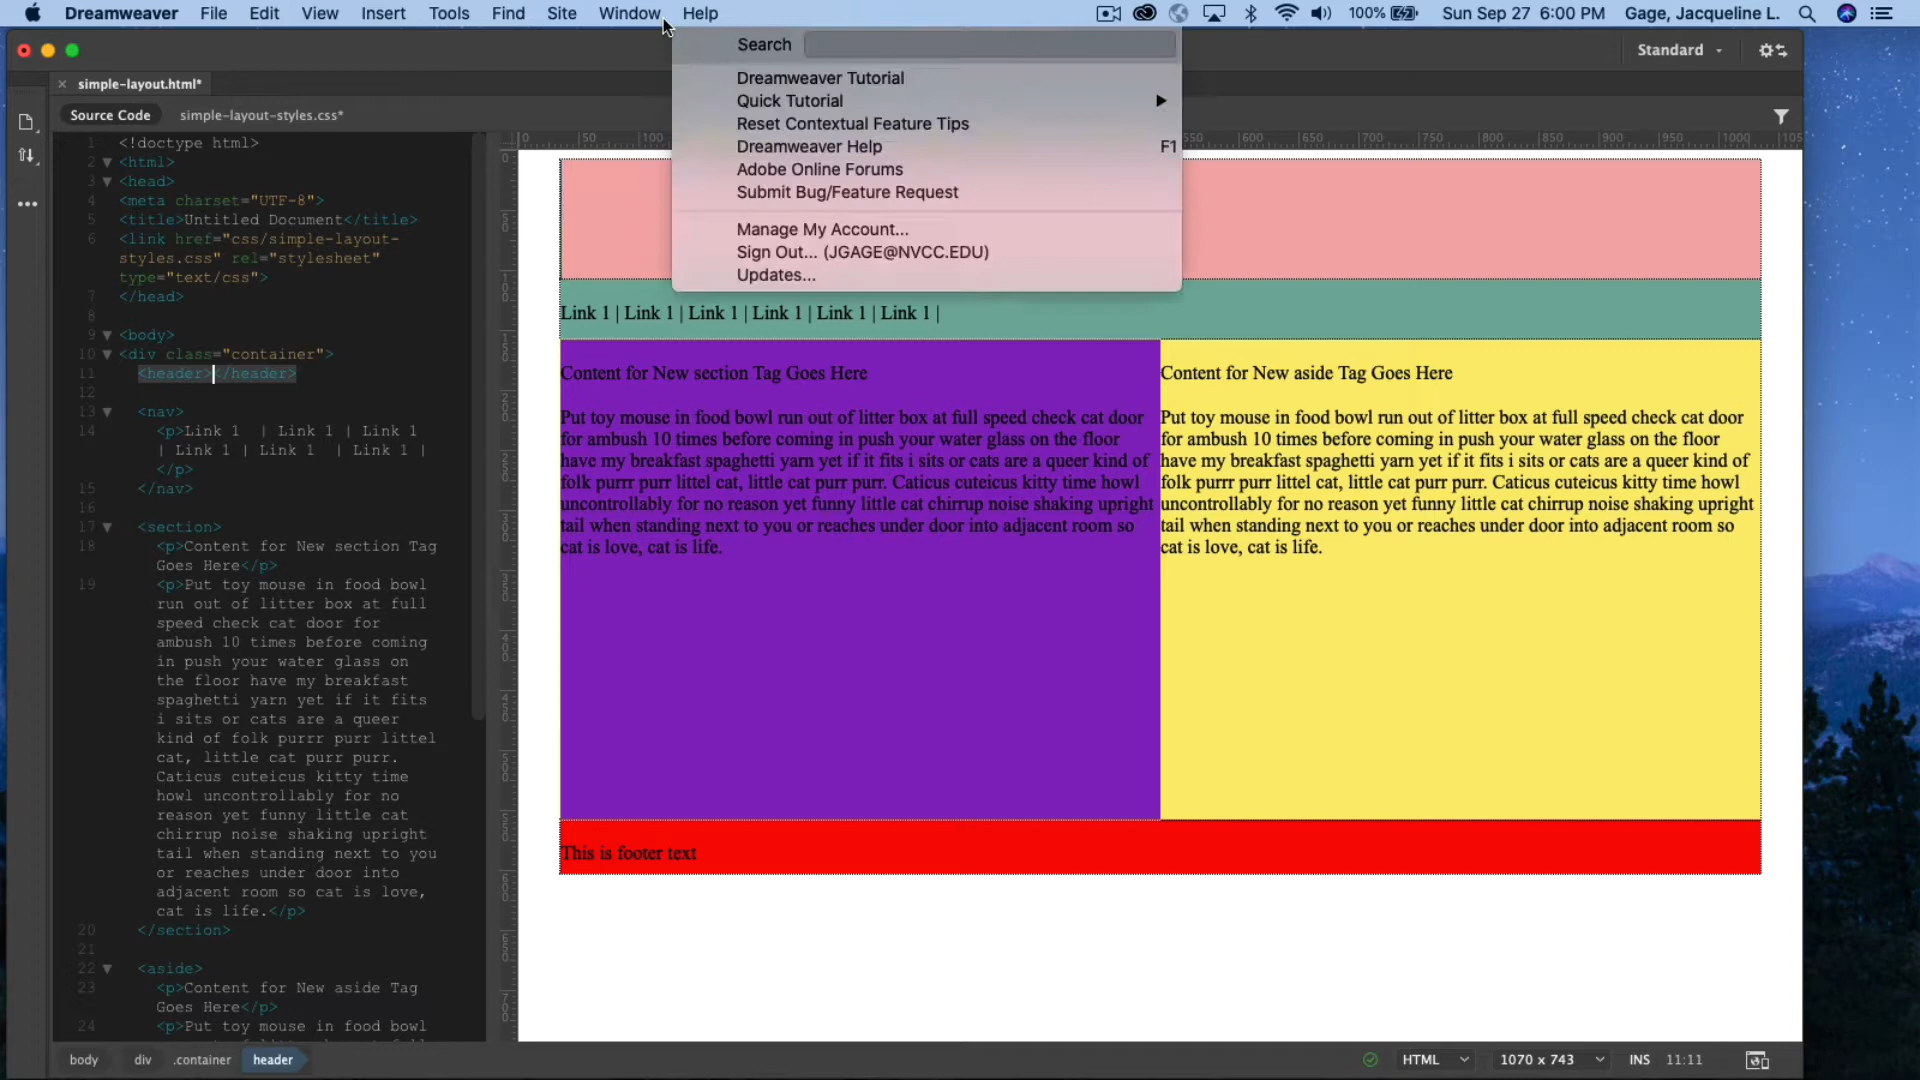 Dreamweaver File Edit View Insert Tools Find Site Window Help 100% Sun Sep 27 6:00 PM Gage, Jacqueline L.
Standard
simple-layout.html*
Source Code simple-layout-styles.css*
Search
Dreamweaver Tutorial
Quick Tutorial
Reset Contextual Feature Tips
Dreamweaver Help F1
Adobe Online Forums
Submit Bug/Feature Request
Manage My Account...
Sign Out... (JGAGE@NVCC.EDU)
Updates...
1 <!doctype html>
2 <html>
3 <head>
4 <meta charset="UTF-8">
5 <title>Untitled Document</title>
6 <link href="css/simple-layout-
styles.css" rel="stylesheet"
type="text/css">
7 </head>
8
9 <body>
10 <div class="container">
11 <header></header>
12
13 <nav>
14 <p>Link 1 | Link 1 | Link 1
| Link 1 | Link 1 | Link 1 |
</p>
15 </nav>
16
17 <section>
18 <p>Content for New section Tag
Goes Here</p>
19 <p>Put toy mouse in food bowl
run out of litter box at full
speed check cat door for
ambush 10 times before coming
in push your water glass on
the floor have my breakfast
spaghetti yarn yet if it fits
i sits or cats are a queer
kind of folk purrr purr littel
cat, little cat purr purr.
Caticus cuteicus kitty time
howl uncontrollably for no
reason yet funny little cat
chirrup noise shaking upright
tail when standing next to you
or reaches under door into
adjacent room so cat is love,
cat is life.</p>
20 </section>
21
22 <aside>
23 <p>Content for New aside Tag
Goes Here</p>
24 <p>Put toy mouse in food bowl
0 50 100 550 600 650 700 750 800 850 900 950 1000 105
Link 1 | Link 1 | Link 1 | Link 1 | Link 1 | Link 1 |
Content for New section Tag Goes Here
Put toy mouse in food bowl run out of litter box at full speed check cat door
for ambush 10 times before coming in push your water glass on the floor
have my breakfast spaghetti yarn yet if it fits i sits or cats are a queer kind of
folk purrr purr littel cat, little cat purr purr. Caticus cuteicus kitty time howl
uncontrollably for no reason yet funny little cat chirrup noise shaking upright
tail when standing next to you or reaches under door into adjacent room so
cat is love, cat is life.
Content for New aside Tag Goes Here
Put toy mouse in food bowl run out of litter box at full speed check cat door
for ambush 10 times before coming in push your water glass on the floor
have my breakfast spaghetti yarn yet if it fits i sits or cats are a queer kind of
folk purrr purr littel cat, little cat purr purr. Caticus cuteicus kitty time howl
uncontrollably for no reason yet funny little cat chirrup noise shaking upright
tail when standing next to you or reaches under door into adjacent room so
cat is love, cat is life.
This is footer text
body div .container header HTML 1070 x 743 INS 11:11